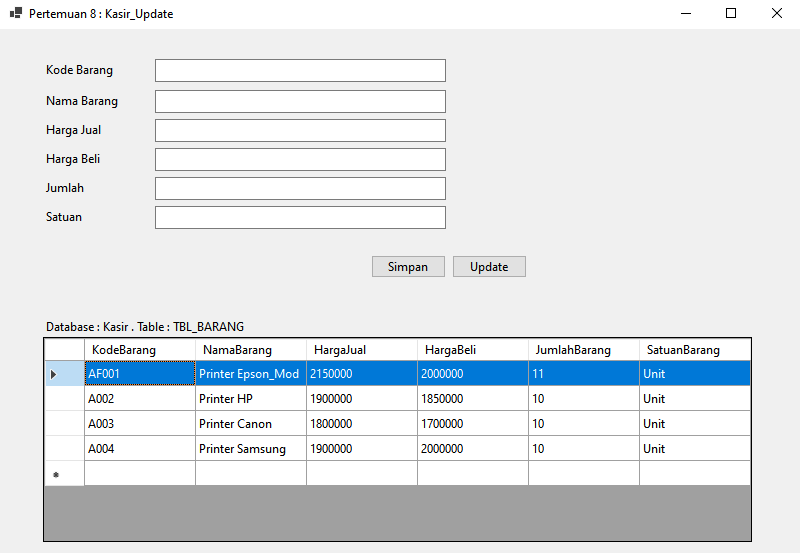 Pertemuan 8 : Kasir_Update
Kode Barang
Nama Barang
Harga Jual
Harga Beli
Jumlah
Satuan
Simpan Update
Database : Kasir . Table : TBL_BARANG
KodeBarang NamaBarang HargaJual HargaBeli JumlahBarang SatuanBarang
AF001 Printer Epson_Mod 2150000 2000000 11 Unit
A002 Printer HP 1900000 1850000 10 Unit
A003 Printer Canon 1800000 1700000 10 Unit
A004 Printer Samsung 1900000 2000000 10 Unit